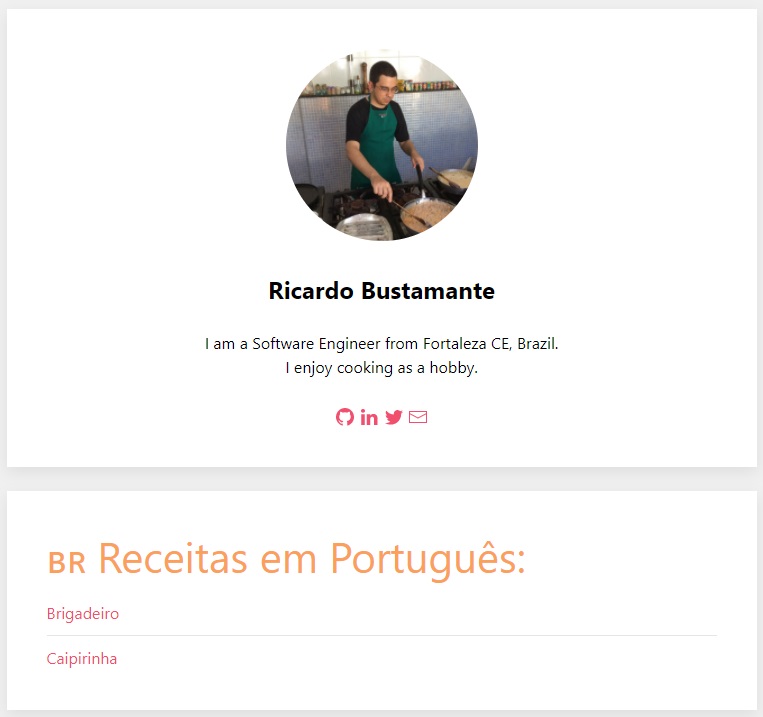 Ricardo Bustamante
I am a Software Engineer from Fortaleza CE, Brazil.
I enjoy cooking as a hobby.
BR Receitas em Português:
Brigadeiro
Caipirinha